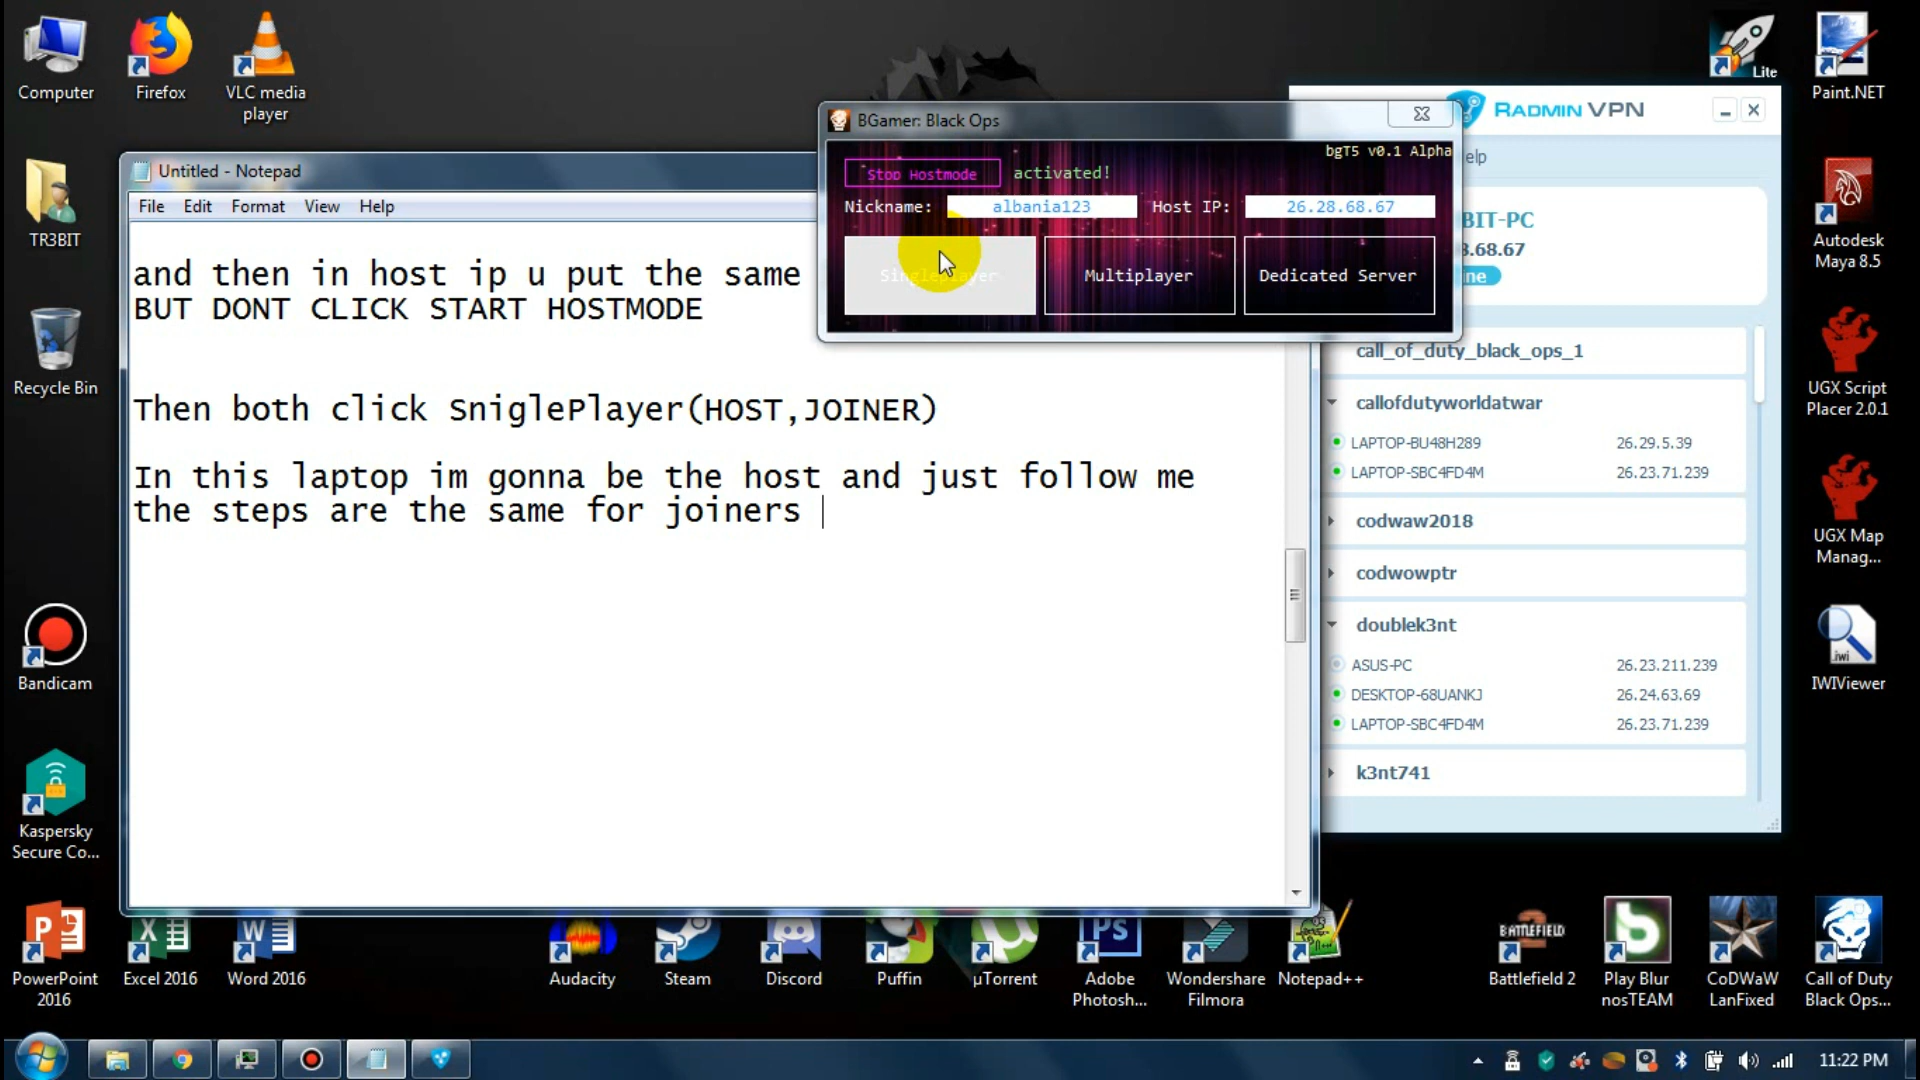 Computer
Firefox
VLC media
player
TR3BIT
Recycle Bin
Bandicam
Kaspersky
Secure Co...
PowerPoint
2016
Excel 2016
Word 2016
Untitled - Notepad
File Edit Format View Help
and then in host ip u put the same
BUT DONT CLICK START HOSTMODE
Then both click SniglePlayer(HOST,JOINER)
In this laptop im gonna be the host and just follow me
the steps are the same for joiners
BGamer: Black Ops
bgT5 v0.1 Alpha
Stop Hostmode activated!
Nickname: albania123 Host IP: 26.28.68.67
Singleplayer Multiplayer Dedicated Server
RADMIN VPN
elp
BIT-PC
.68.67
ne
call_of_duty_black_ops_1
callofdutyworldatwar
LAPTOP-BU48H289 26.29.5.39
LAPTOP-SBC4FD4M 26.23.71.239
codwaw2018
codwowptr
doublek3nt
ASUS-PC 26.23.211.239
DESKTOP-68UANKJ 26.24.63.69
LAPTOP-SBC4FD4M 26.23.71.239
k3nt741
Lite
Paint.NET
Autodesk
Maya 8.5
UGX Script
Placer 2.0.1
UGX Map
Manag...
iwi
IWIViewer
Audacity
Steam
Discord
Puffin
µTorrent
Ps
Adobe
Photosh...
Wondershare
Filmora
Notepad++
BATTLEFIELD
2
Battlefield 2
Play Blur
nosTEAM
CoDWaW
LanFixed
Call of Duty
Black Ops...
11:22 PM